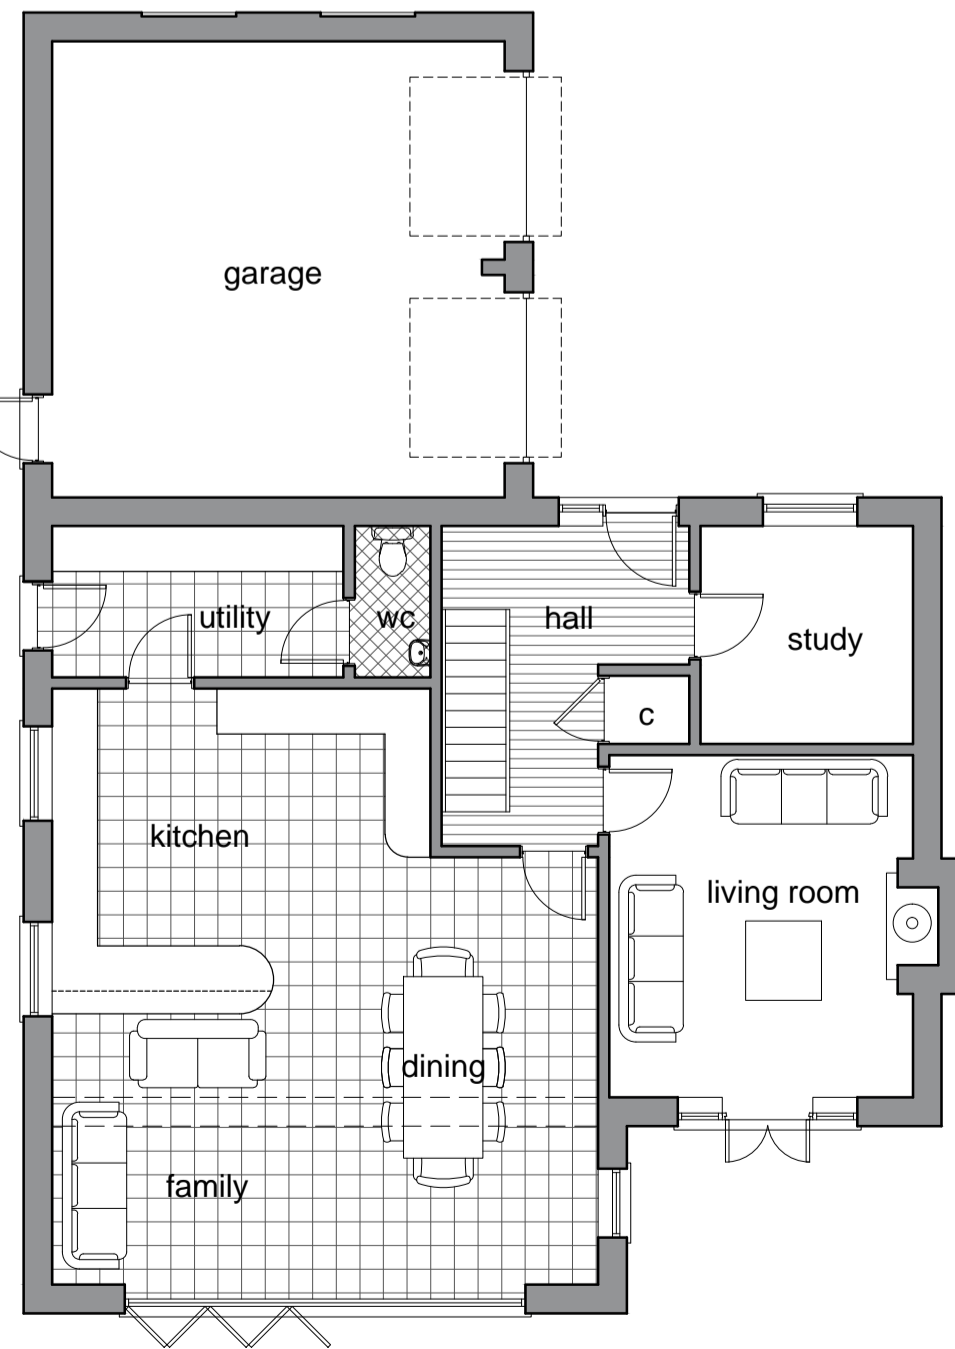 garage
utility
wc
hall
study
c
kitchen
living room
dining
family